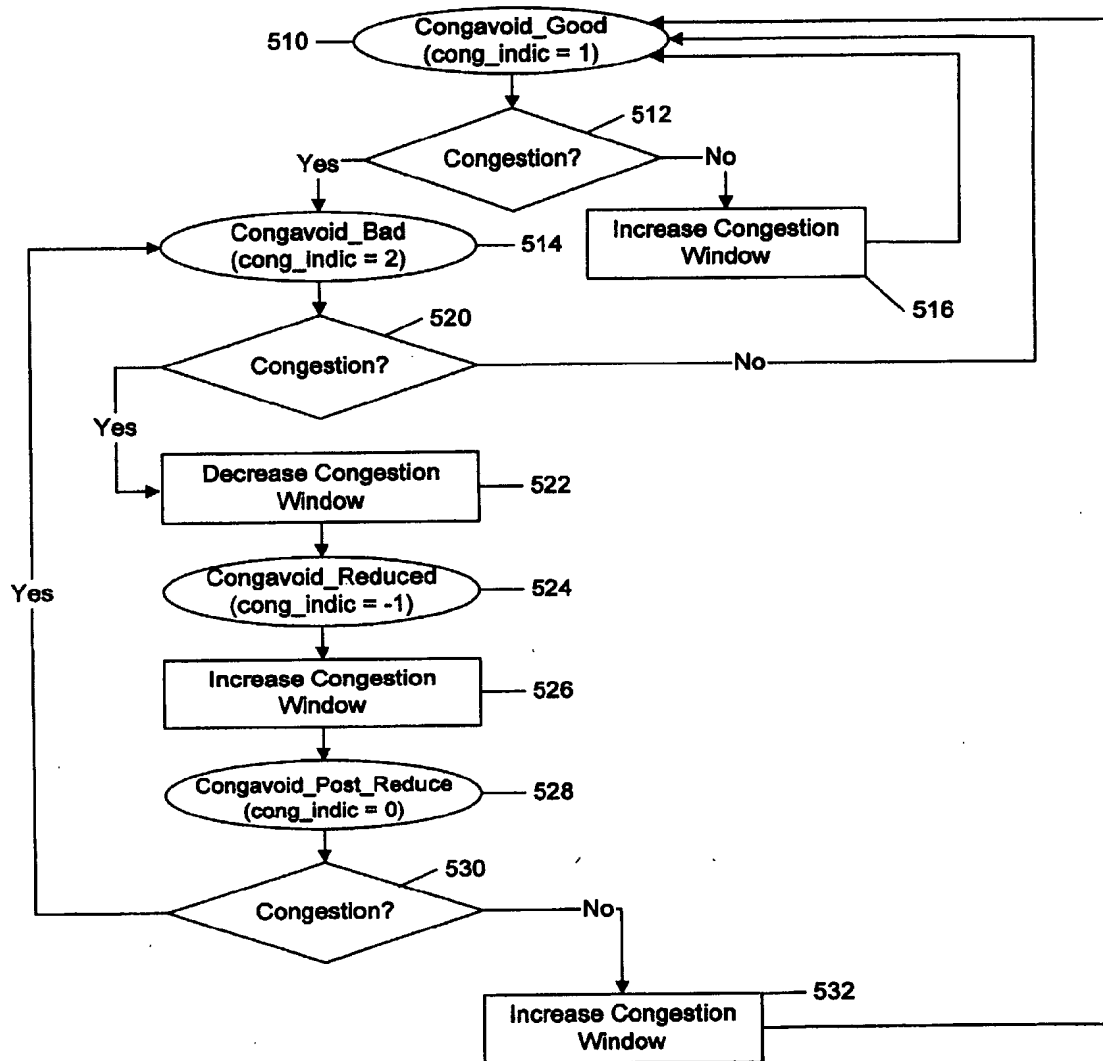 Congavoid_Good
(cong_indic = 1)
510
512
Congestion?
Yes
No
Congavoid_Bad
(cong_indic = 2)
514
Increase Congestion
Window
516
520
Congestion?
No
Yes
Decrease Congestion
Window
522
Congavoid_Reduced
(cong_indic = -1)
524
Yes
Increase Congestion
Window
526
Congavoid_Post_Reduce
(cong_indic = 0)
528
530
Congestion?
No
532
Increase Congestion
Window